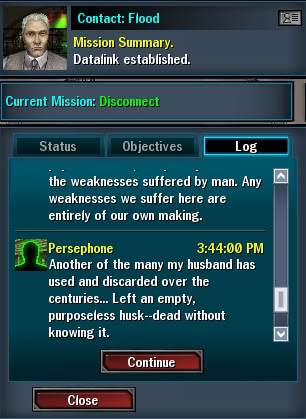 Contact: Flood
Mission Summary.
Datalink established.
Current Mission: Disconnect
Status
Objectives
Log
the weaknesses suffered by man. Any
weaknesses we suffer here are
entirely of our own making.
Persephone 3:44:00 PM
Another of the many my husband has
used and discarded over the
centuries... Left an empty,
purposeless husk--dead without
knowing it.
Continue
Close